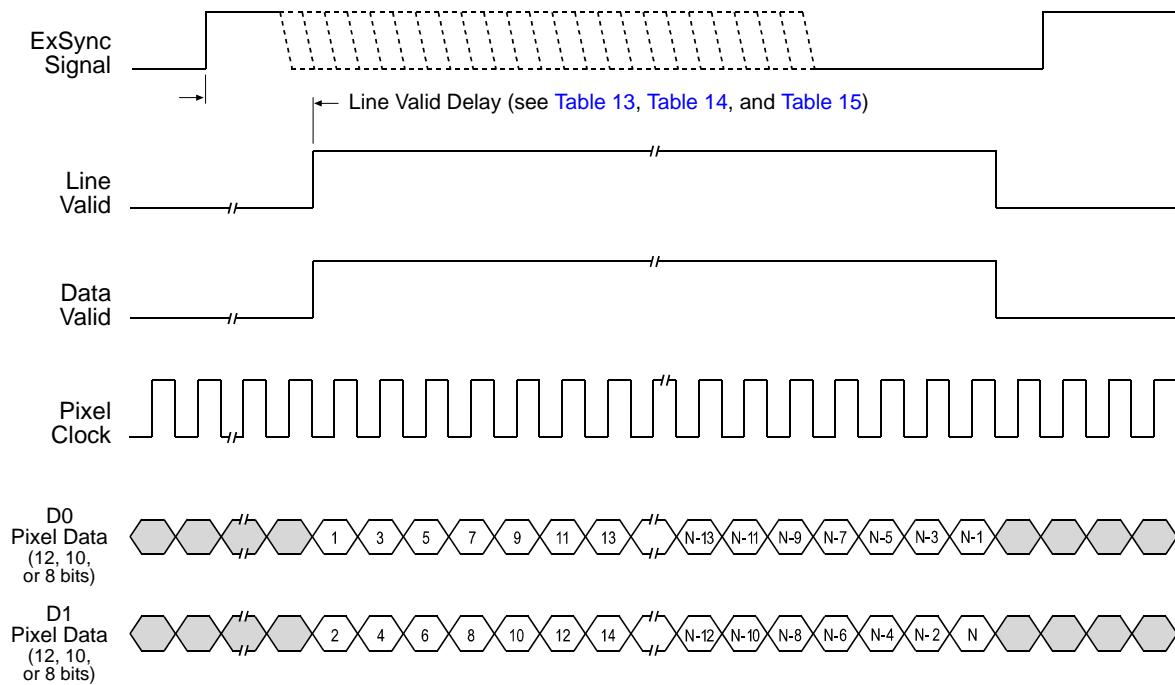 ExSync
Signal
Line Valid Delay (see Table 13, Table 14, and Table 15)
Line
Valid
Data
Valid
Pixel
Clock
D0
Pixel Data
(12, 10,
or 8 bits)
1 3 5 7 9 11 13 N-13 N-11 N-9 N-7 N-5 N-3 N-1
D1
Pixel Data
(12, 10,
or 8 bits)
2 4 6 8 10 12 14 N-12 N-10 N-8 N-6 N-4 N-2 N